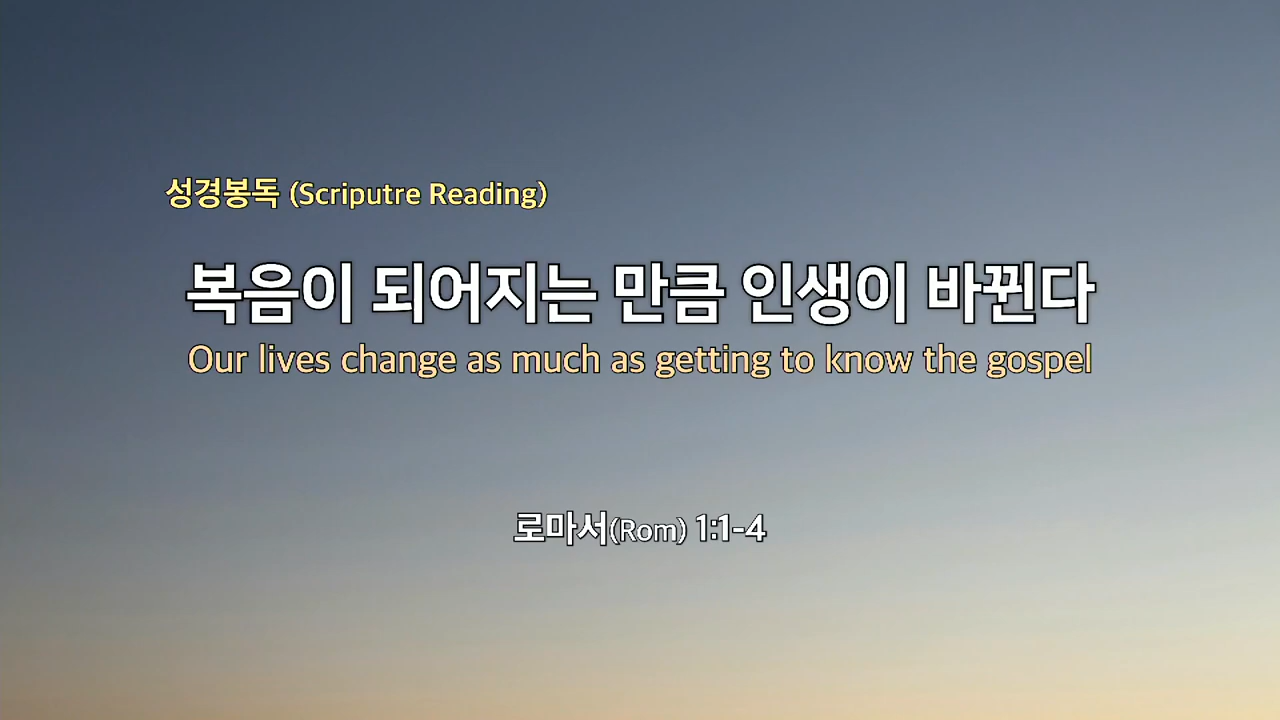 성경봉독 (Scriputre Reading)
복음이 되어지는 만큼 인생이 바뀐다
Our lives change as much as getting to know the gospel
로마서(Rom) 1:1-4